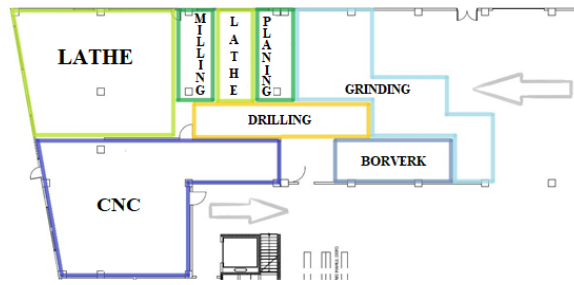 LATHE
MILLING
LATHE
PLANING
GRINDING
DRILLING
BORVERK
CNC